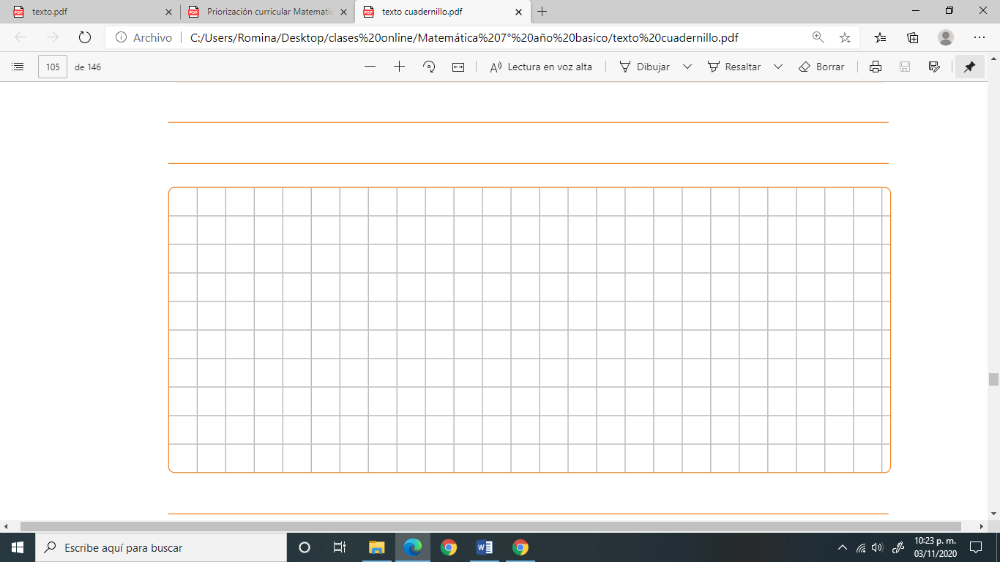 texto.pdf
Priorización curricular Matematic
texto cuadernillo.pdf
Archivo
C:/Users/Romina/Desktop/clases%20online/Matemática%207°%20año%20basico/texto%20cuadernillo.pdf
105 de 146
Lectura en voz alta
Dibujar
Resaltar
Borrar
Escribe aquí para buscar
10:23 p. m.
03/11/2020